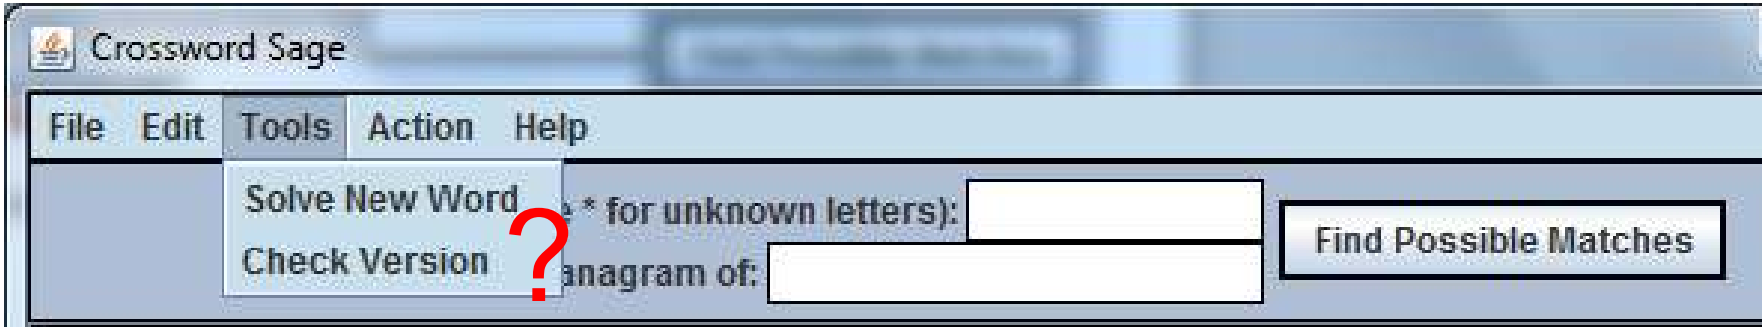 Crossword Sage
File Edit Tools Action Help
Solve New Word
* for unknown letters):
Check Version
?
anagram of:
Find Possible Matches